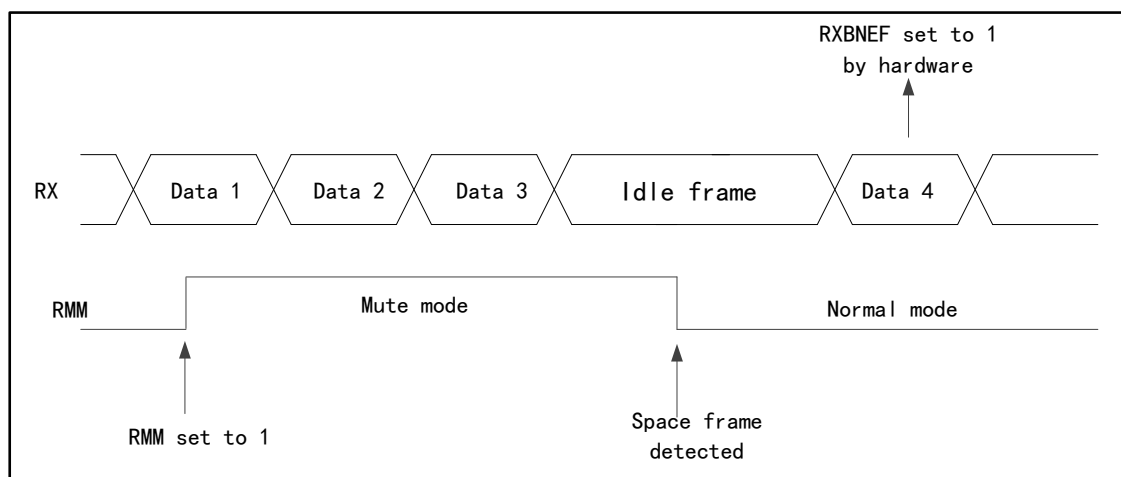 RXBNEF set to 1
by hardware
RX
Data 1
Data 2
Data 3
Idle frame
Data 4
RMM
Mute mode
Normal mode
RMM set to 1
Space frame
detected